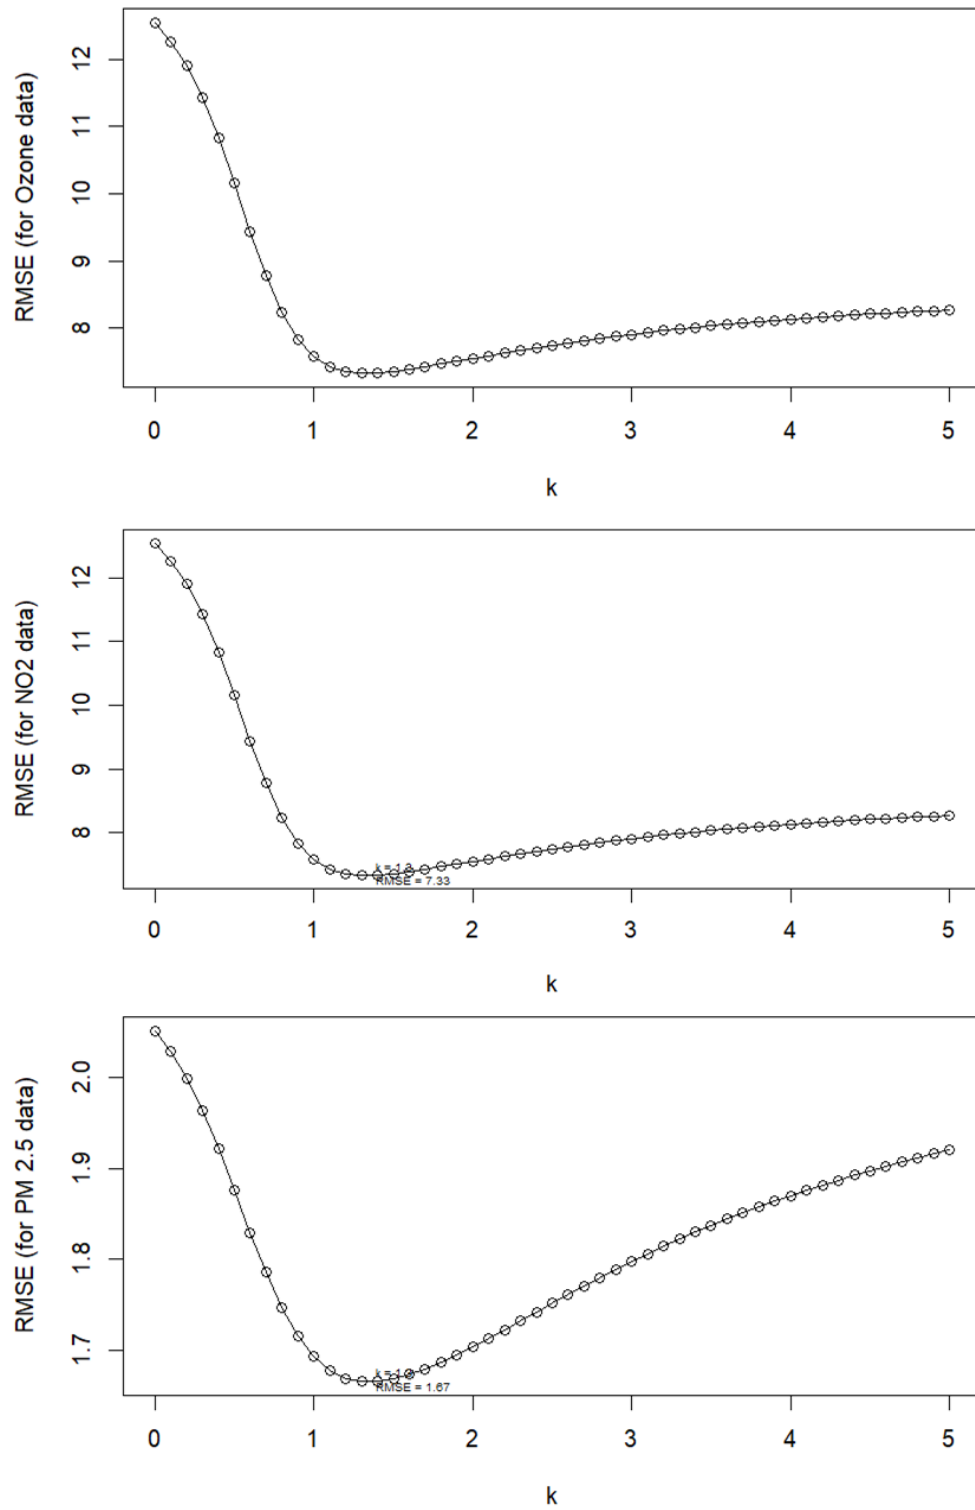 RMSE (for Ozone data)
12
11
10
9
8
0 1 2 3 4 5
k
RMSE (for NO2 data)
12
11
10
9
8
k = 1.3
RMSE = 7.33
0 1 2 3 4 5
k
RMSE (for PM 2.5 data)
2.0
1.9
1.8
1.7
k =
RMSE = 1.67
0 1 2 3 4 5
k